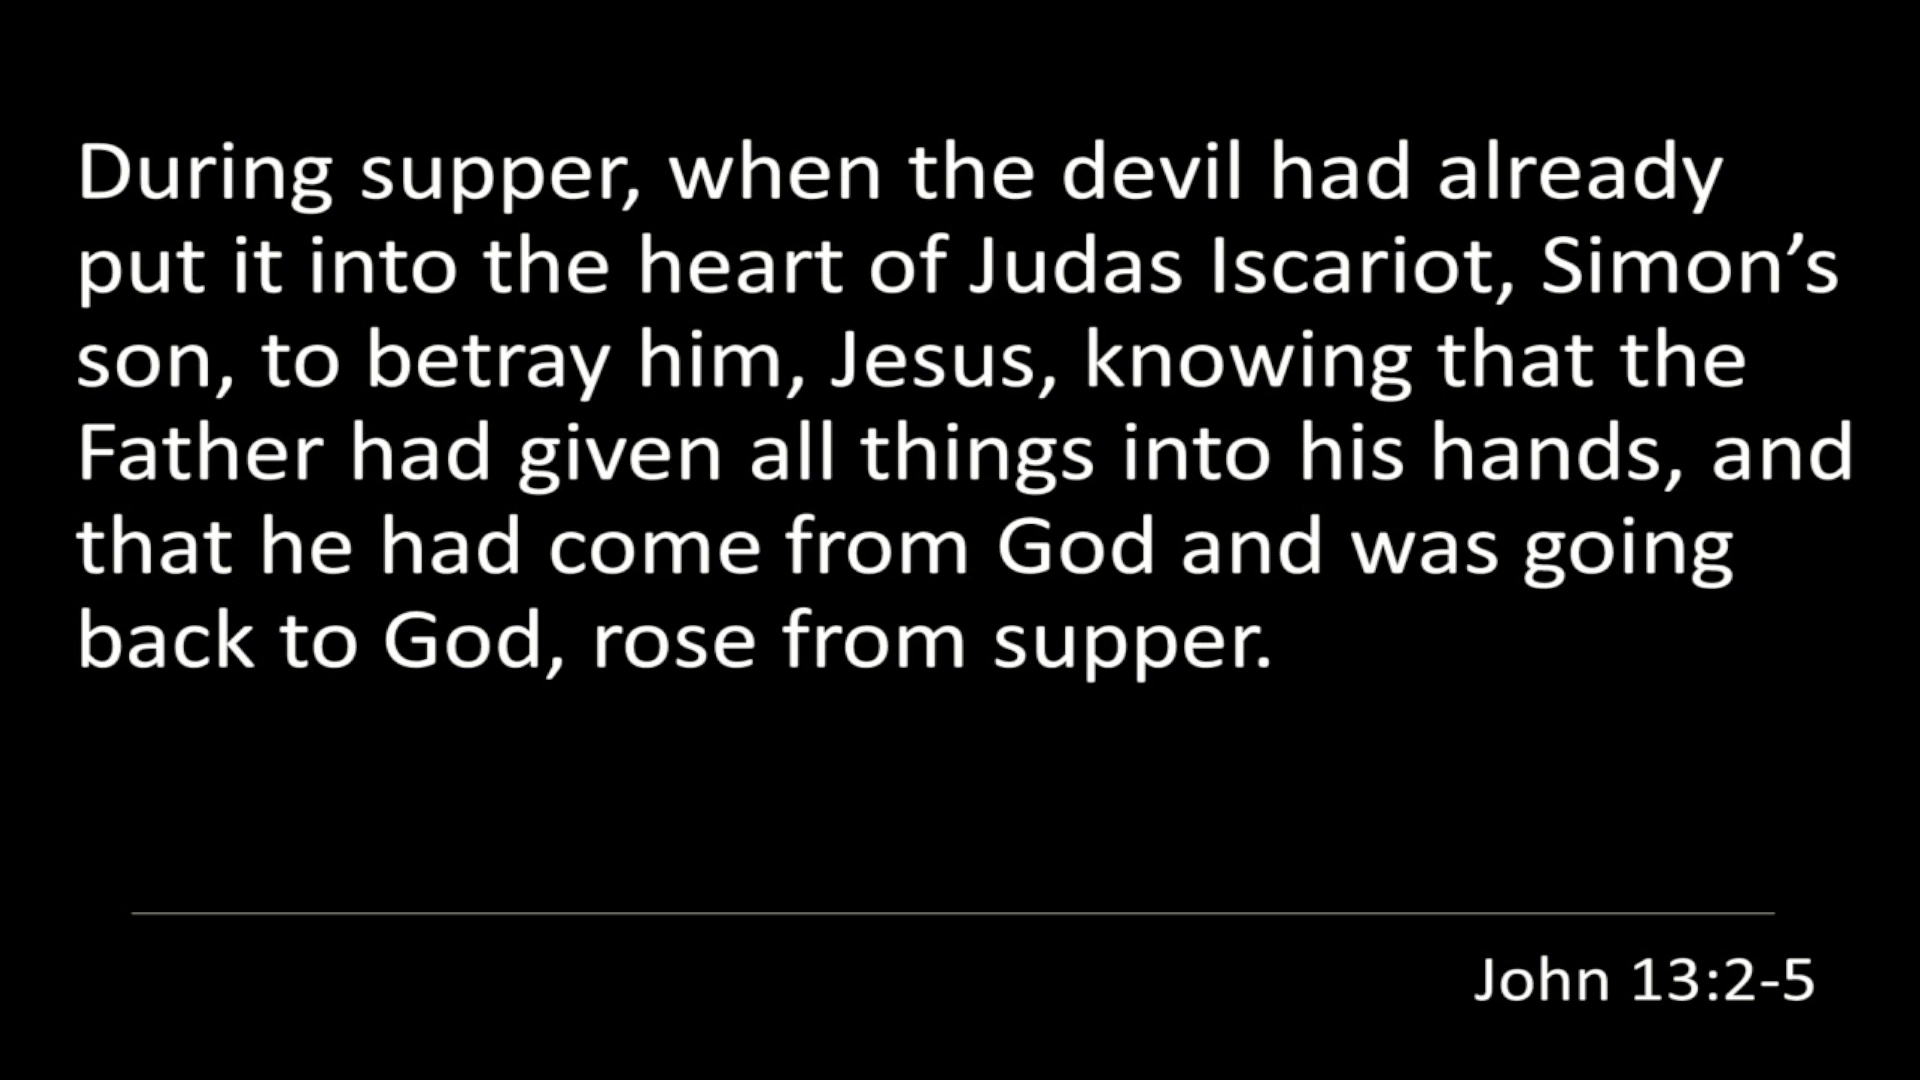 During supper, when the devil had already
put it into the heart of Judas Iscariot, Simon’s
son, to betray him, Jesus, knowing that the
Father had given all things into his hands, and
that he had come from God and was going
back to God, rose from supper.
John 13:2-5